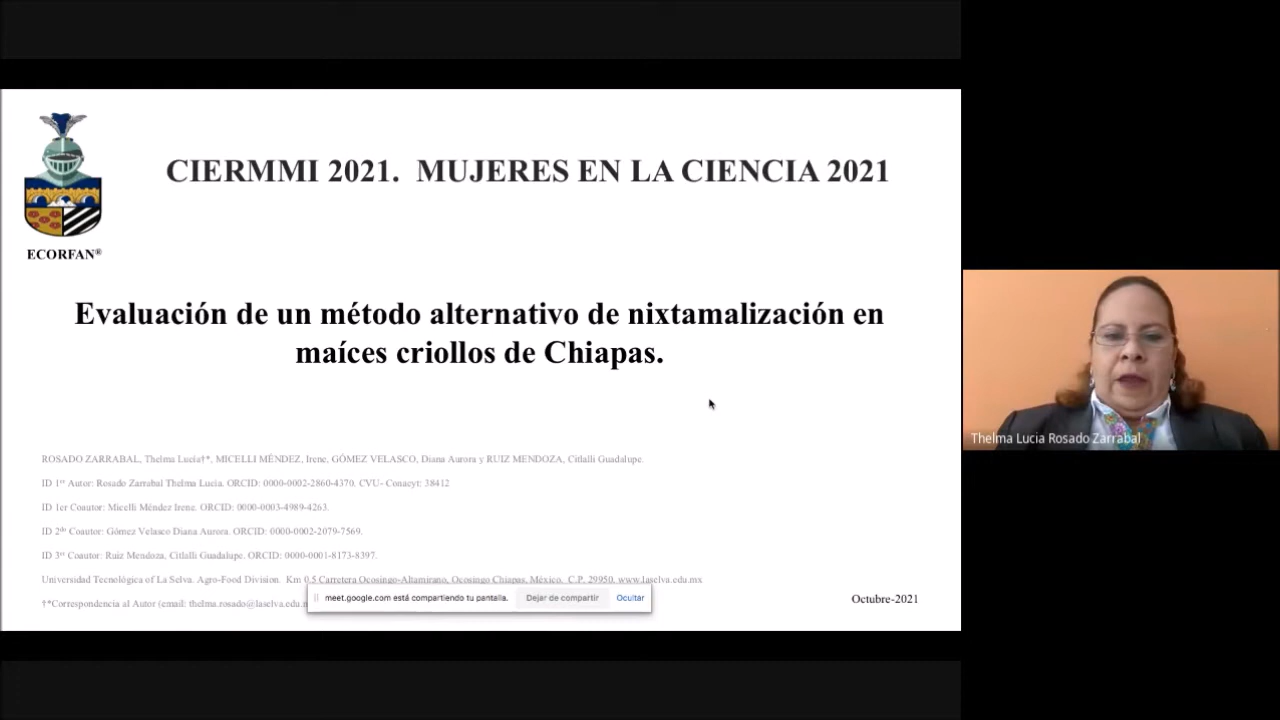 CIERMMI 2021. MUJERES EN LA CIENCIA 2021
ECORFAN®
Evaluación de un método alternativo de nixtamalización en
maíces criollos de Chiapas.
ROSADO ZARRABAL, Thelma Lucia†*, MICELLI MÉNDEZ, Irene, GÓMEZ VELASCO, Diana Aurora y RUIZ MENDOZA, Citlalli Guadalupe.
ID 1er Autor: Rosado Zarrabal Thelma Lucia. ORCID: 0000-0002-2860-4370. CVU- Conacyt: 38412
ID 1er Coautor: Micelli Méndez Irene. ORCID: 0000-0003-4989-4263.
ID 2do Coautor: Gómez Velasco Diana Aurora. ORCID: 0000-0002-2079-7569.
ID 3er Coautor: Ruiz Mendoza, Citlalli Guadalupe. ORCID: 0000-0001-8173-8397.
Universidad Tecnológica of La Selva. Agro-Food Division. Km 0.5 Carretera Ocosingo-Altamirano, Ocosingo Chiapas, México. C.P. 29950. www.laselva.edu.mx
†*Correspondencia al Autor (email: thelma.rosado@laselva.edu.
meet.google.com está compartiendo tu pantalla. Dejar de compartir Ocultar
Octubre-2021
Thelma Lucia Rosado Zarrabal